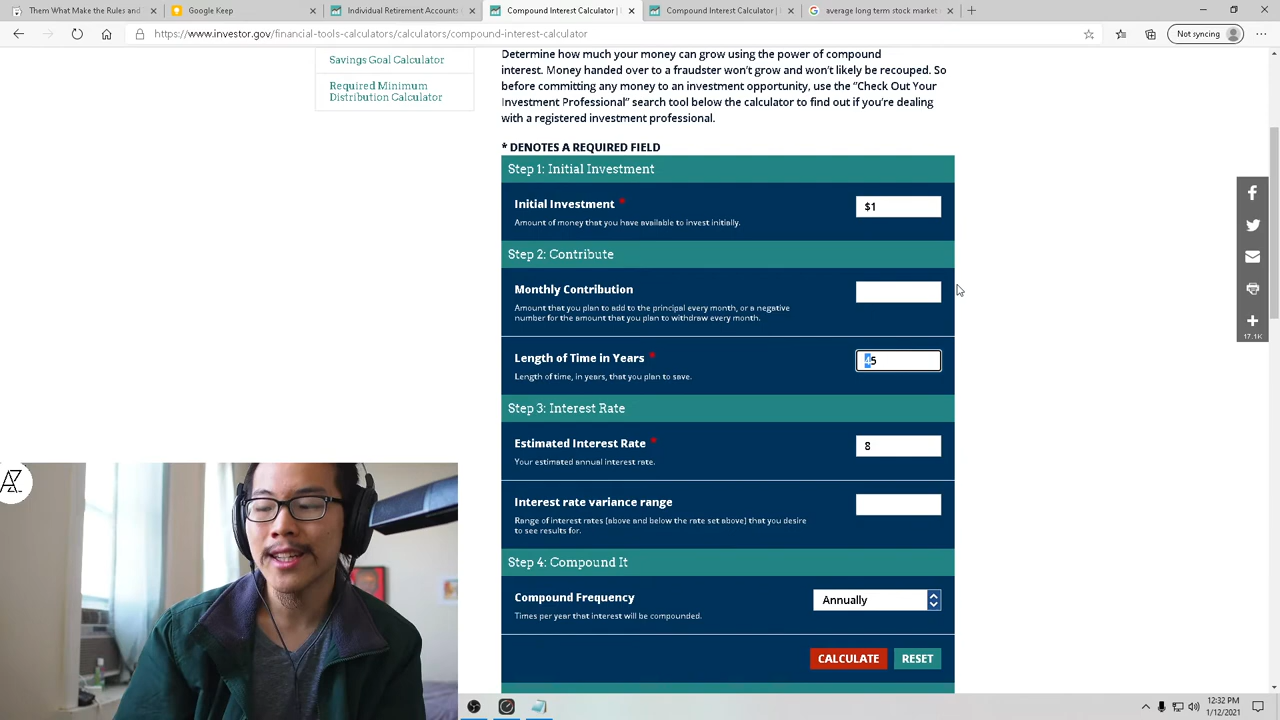 Them What Makes the Rules and
Google Keep
Individual Retirement Accounts
Compound Interest Calculator |
Compound Interest Calculator |
savings account rate market
https://www.investor.gov/financial-tools-calculators/calculators/compound-interest-calculator
Not syncing
Savings Goal Calculator
Required Minimum
Distribution Calculator
Determine how much your money can grow using the power of compound
interest. Money handed over to a fraudster won't grow and won't likely be recouped. So
before committing any money to an investment opportunity, use the "Check Out Your
Investment Professional" search tool below the calculator to find out if you're dealing
with a registered investment professional.
* DENOTES A REQUIRED FIELD
Step 1: Initial Investment
Initial Investment *
$1
Amount of money that you have available to invest initially.
Step 2: Contribute
Monthly Contribution
Amount that you plan to add to the principal every month, or a negative
number for the amount that you plan to withdraw every month.
Length of Time in Years *
45
Length of time, in years, that you plan to save.
Step 3: Interest Rate
Estimated Interest Rate *
8
Your estimated annual interest rate.
Interest rate variance range
Range of interest rates (above and below the rate set above) that you desire
to see results for.
Step 4: Compound It
Compound Frequency
Annually
Times per year that interest will be compounded.
CALCULATE
RESET
17.1K
AZ
12:32 PM
1/12/2021